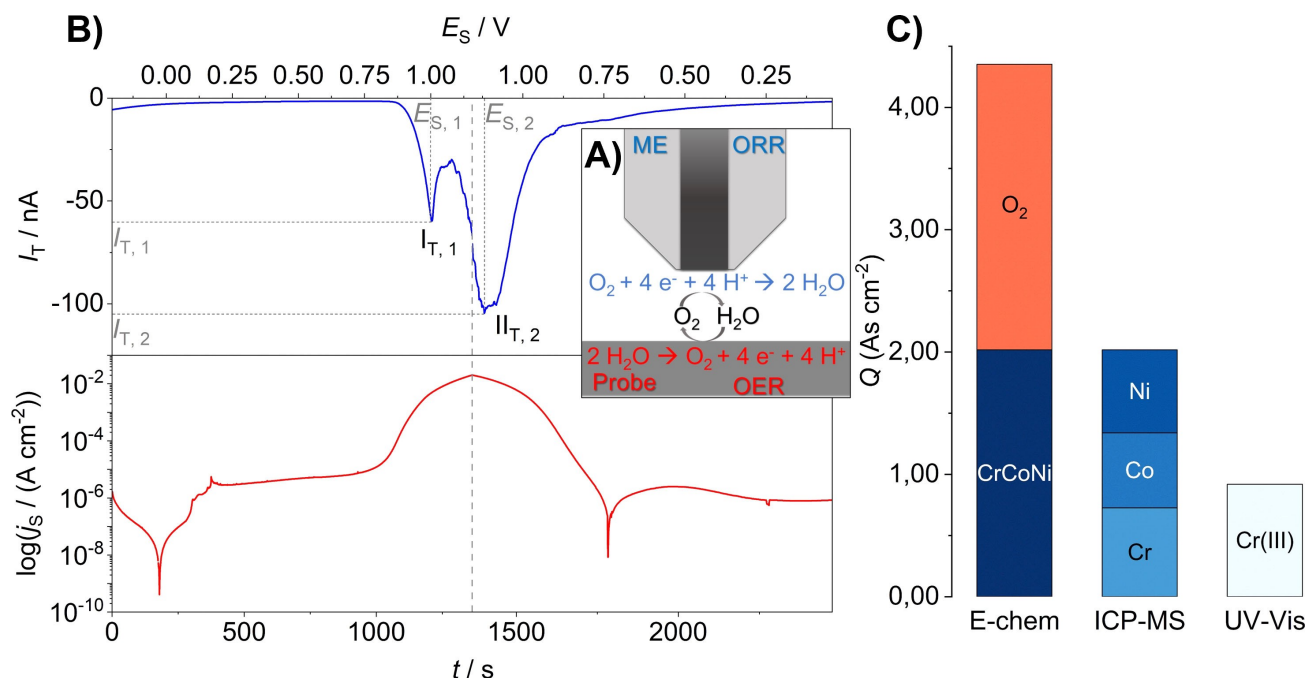 B)
E_S / V
0.00 0.25 0.50 0.75 1.00 1.00 0.75 0.50 0.25
0
-50
-100
I_T / nA
E_S, 1
E_S, 2
I_T, 1
I_T, 2
I_T, 1
II_T, 2
A)
ME
ORR
O₂ + 4 e⁻ + 4 H⁺ → 2 H₂O
O₂ H₂O
2 H₂O → O₂ + 4 e⁻ + 4 H⁺
Probe
OER
log(j_S / (A cm⁻²))
10⁻²
10⁻⁴
10⁻⁶
10⁻⁸
10⁻¹⁰
0 500 1000 1500 2000
t / s
C)
Q (As cm⁻²)
4,00
3,00
2,00
1,00
0,00
O₂
CrCoNi
Ni
Co
Cr
Cr(III)
E-chem ICP-MS UV-Vis